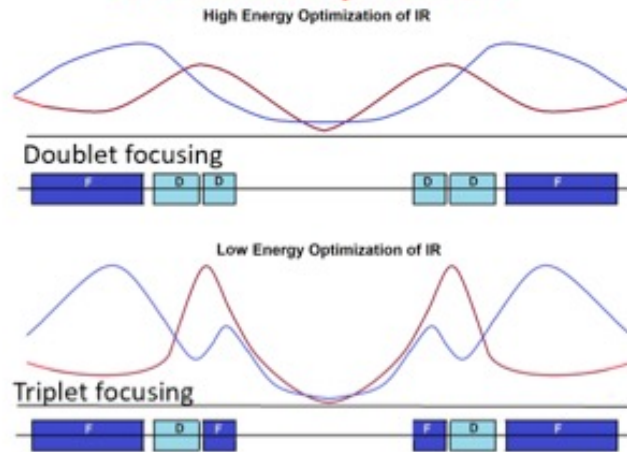 High Energy Optimization of IR
Doublet focusing
F D D D D F
Low Energy Optimization of IR
Triplet focusing
F D F F D F